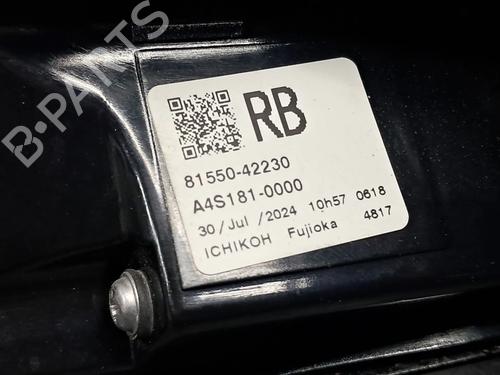 RB
81550-42230
A4S181-0000
30/Jul/2024 10h57 0618
ICHIKOH Fujioka 4817
B-PARTS